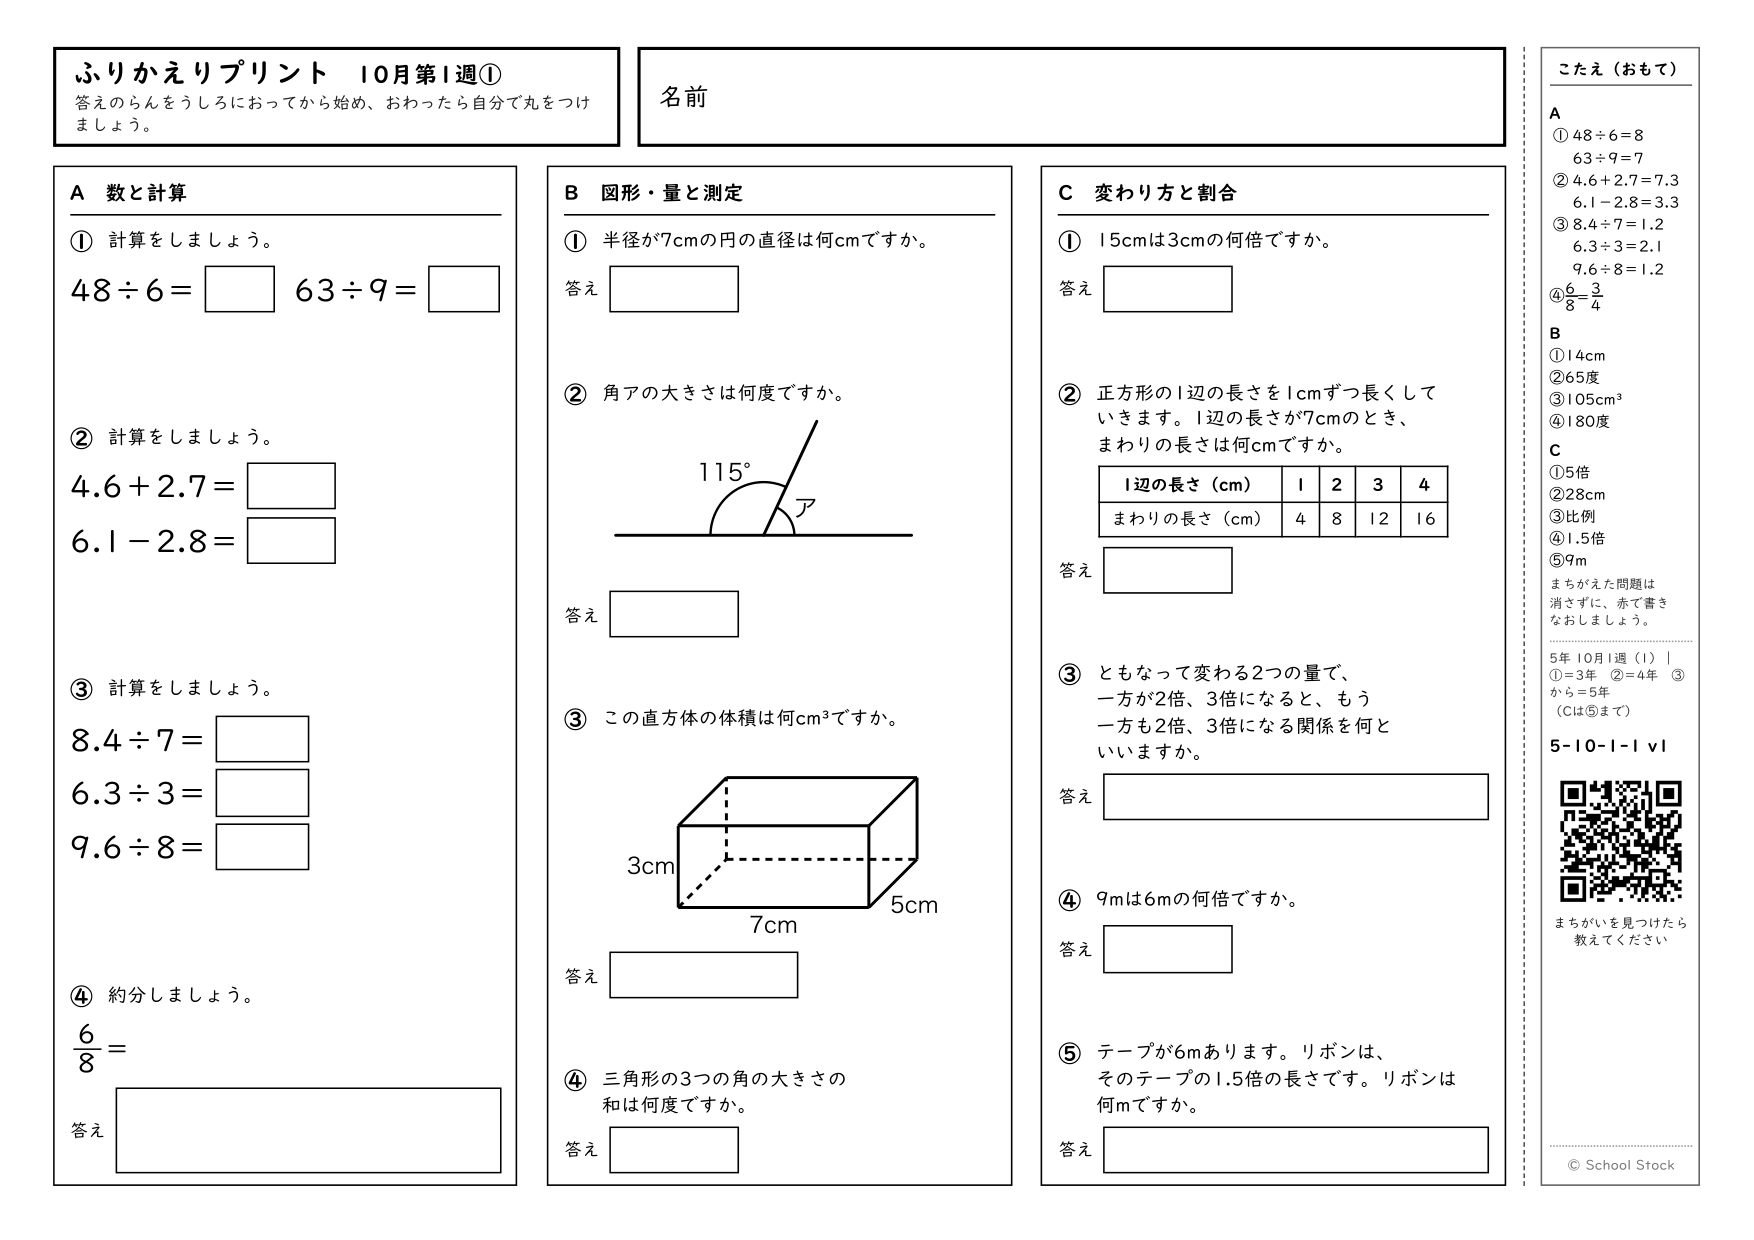 ふりかえりプリント　10月第1週①
答えのらんをうしろにおってから始め、おわったら自分で丸をつけ
ましょう。
名前
A　数と計算
① 計算をしましょう。
48÷6＝ 63÷9＝
② 計算をしましょう。
4.6＋2.7＝
6.1－2.8＝
③ 計算をしましょう。
8.4÷7＝
6.3÷3＝
9.6÷8＝
④ 約分しましょう。
6/8＝
答え
B　図形・量と測定
① 半径が7cmの円の直径は何cmですか。
答え
② 角アの大きさは何度ですか。
115°
ア
答え
③ この直方体の体積は何cm³ですか。
3cm
5cm
7cm
答え
④ 三角形の3つの角の大きさの
和は何度ですか。
答え
C　変わり方と割合
① 15cmは3cmの何倍ですか。
答え
② 正方形の1辺の長さを1cmずつ長くして
いきます。1辺の長さが7cmのとき、
まわりの長さは何cmですか。
1辺の長さ（cm） 1 2 3 4
まわりの長さ（cm） 4 8 12 16
答え
③ ともなって変わる2つの量で、
一方が2倍、3倍になると、もう
一方も2倍、3倍になる関係を何と
いいますか。
答え
④ 9mは6mの何倍ですか。
答え
⑤ テープが6mあります。リボンは、
そのテープの1.5倍の長さです。リボンは
何mですか。
答え
こたえ（おもて）
A
① 48÷6＝8
63÷9＝7
② 4.6＋2.7＝7.3
6.1－2.8＝3.3
③ 8.4÷7＝1.2
6.3÷3＝2.1
9.6÷8＝1.2
④6/8＝3/4
B
①14cm
②65度
③105cm³
④180度
C
①5倍
②28cm
③比例
④1.5倍
⑤9m
まちがえた問題は
消さずに、赤で書き
なおしましょう。
5年 10月1週（1）｜
①＝3年　②＝4年　③
から＝5年
（Cは⑤まで）
5-10-1-1 v1
まちがいを見つけたら
教えてください
© School Stock